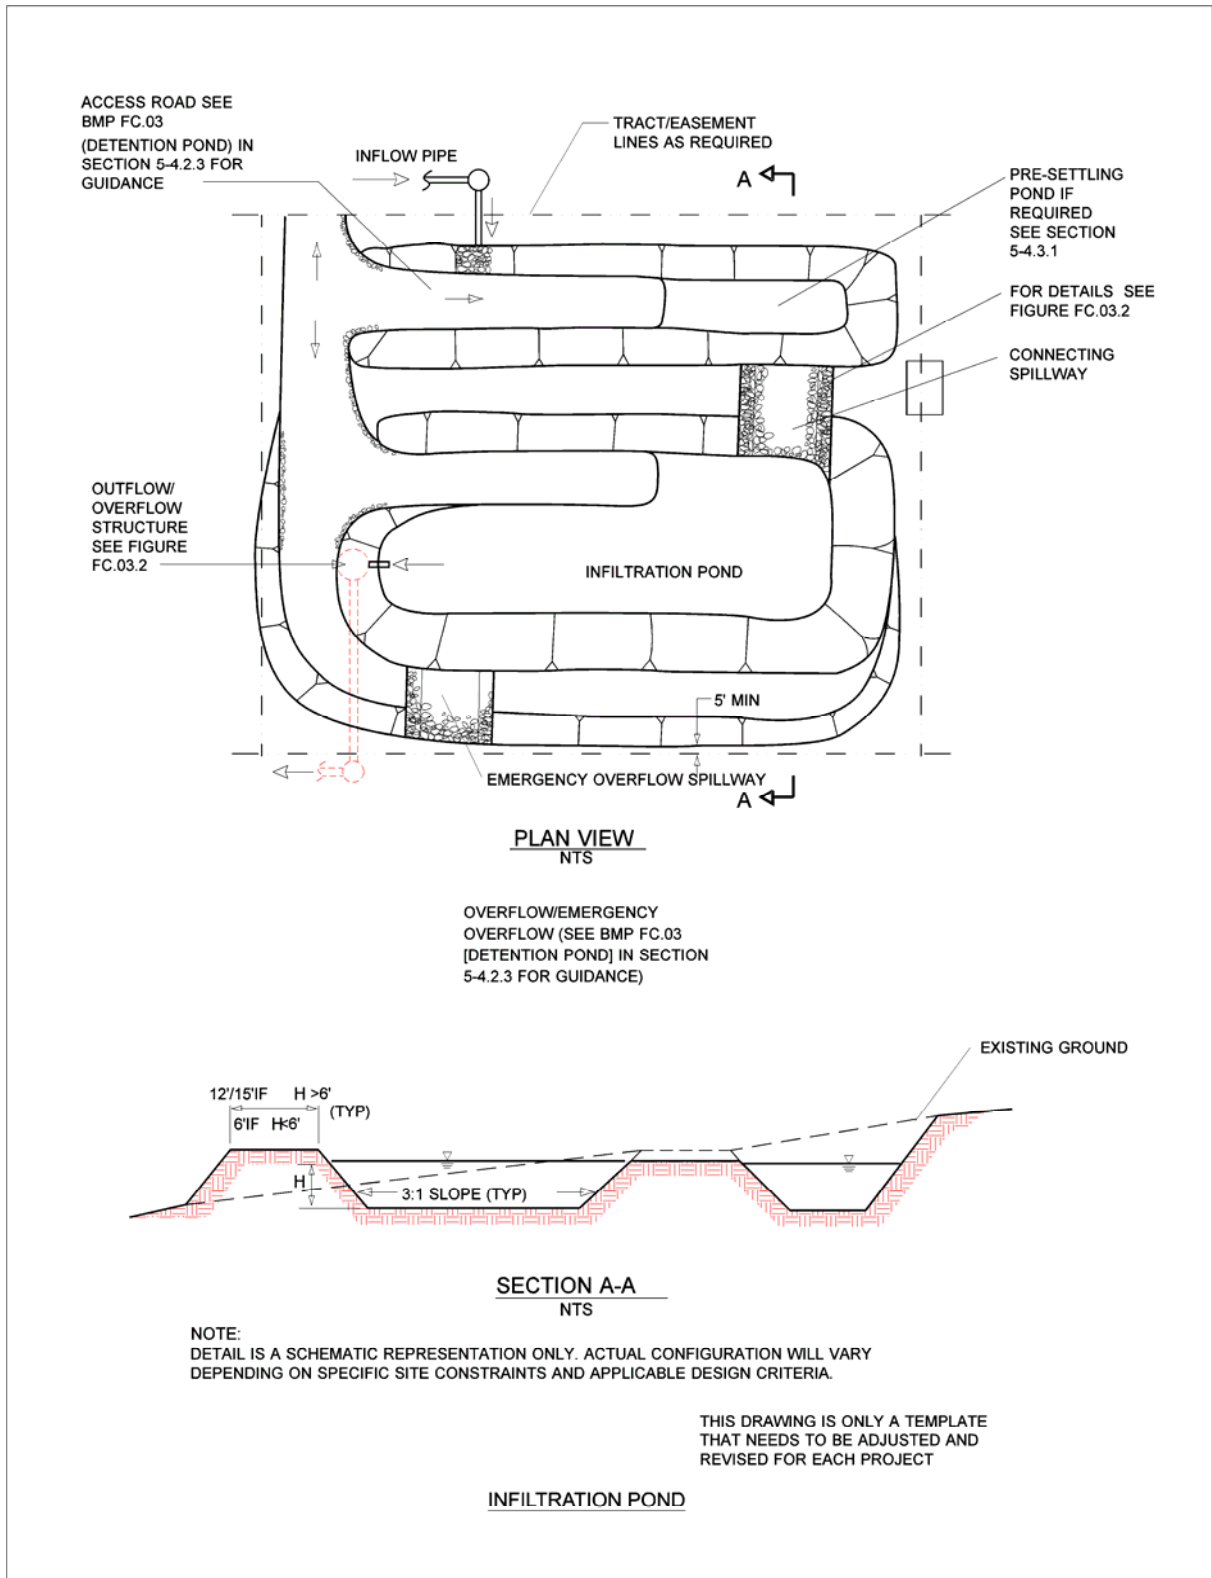 ACCESS ROAD SEE
BMP FC.03
(DETENTION POND) IN
SECTION 5-4.2.3 FOR
GUIDANCE
INFLOW PIPE
TRACT/EASEMENT
LINES AS REQUIRED
A
PRE-SETTLING
POND IF
REQUIRED
SEE SECTION
5-4.3.1
FOR DETAILS SEE
FIGURE FC.03.2
CONNECTING
SPILLWAY
OUTFLOW/
OVERFLOW
STRUCTURE
SEE FIGURE
FC.03.2
INFILTRATION POND
5' MIN
EMERGENCY OVERFLOW SPILLWAY
A
PLAN VIEW
NTS
OVERFLOW/EMERGENCY
OVERFLOW (SEE BMP FC.03
[DETENTION POND] IN SECTION
5-4.2.3 FOR GUIDANCE)
EXISTING GROUND
12'/15'IF H >6'
(TYP)
6'IF H<6'
H
3:1 SLOPE (TYP)
SECTION A-A
NTS
NOTE:
DETAIL IS A SCHEMATIC REPRESENTATION ONLY. ACTUAL CONFIGURATION WILL VARY
DEPENDING ON SPECIFIC SITE CONSTRAINTS AND APPLICABLE DESIGN CRITERIA.
THIS DRAWING IS ONLY A TEMPLATE
THAT NEEDS TO BE ADJUSTED AND
REVISED FOR EACH PROJECT
INFILTRATION POND